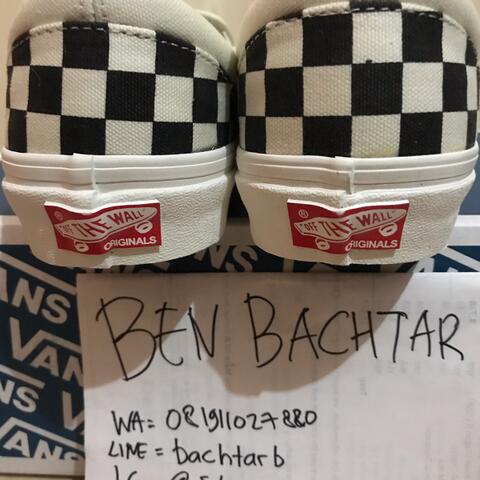 "OFF THE WALL"
ORIGINALS
"OFF THE WALL"
ORIGINALS
VANS
VANS
VANS
BEN BACHTAR
WA= 081911027880
LINE = bachtarb